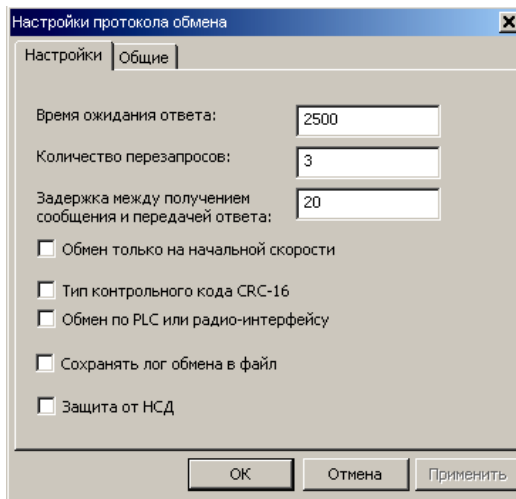 Настройки протокола обмена
Настройки
Общие
Время ожидания ответа:
2500
Количество перезапросов:
3
Задержка между получением
сообщения и передачей ответа:
20
Обмен только на начальной скорости
Тип контрольного кода CRC-16
Обмен по PLC или радио-интерфейсу
Сохранять лог обмена в файл
Защита от НСД
OK
Отмена
Применить